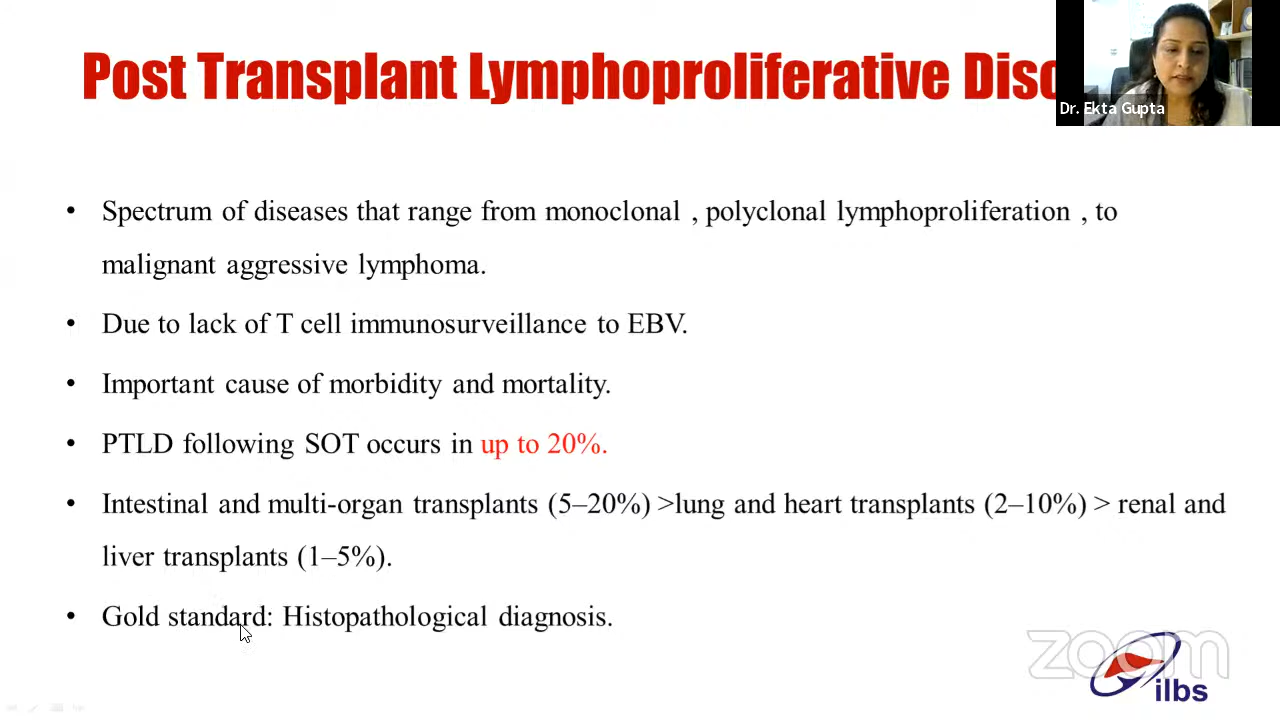 Post Transplant Lymphoproliferative
Dr. Ekta Gupta
• Spectrum of diseases that range from monoclonal , polyclonal lymphoproliferation , to
malignant aggressive lymphoma.
• Due to lack of T cell immunosurveillance to EBV.
• Important cause of morbidity and mortality.
• PTLD following SOT occurs in up to 20%.
• Intestinal and multi-organ transplants (5–20%) >lung and heart transplants (2–10%) > renal and
liver transplants (1–5%).
• Gold standard: Histopathological diagnosis.
zoom
ilbs